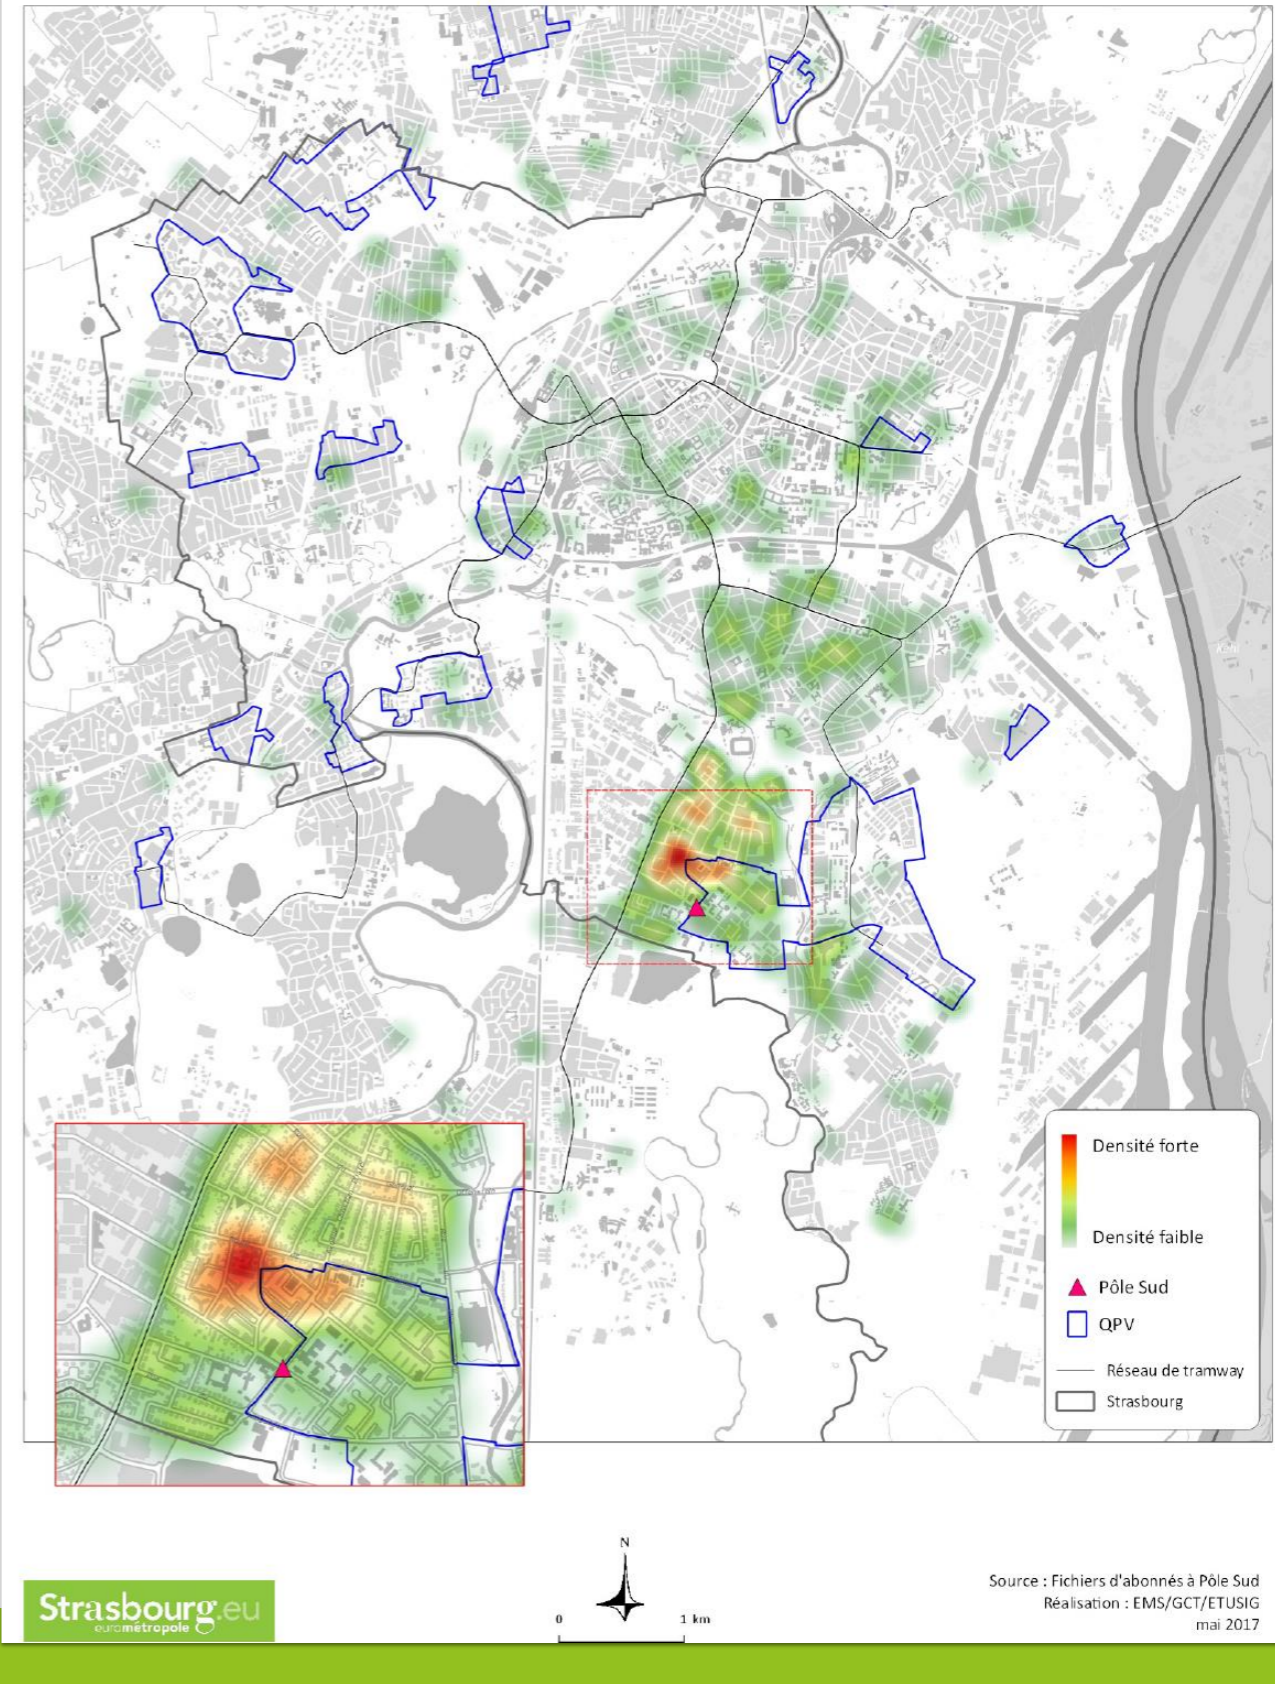 Densité forte
Densité faible
Pôle Sud
QPV
Réseau de tramway
Strasbourg
N
0 1 km
Source : Fichiers d'abonnés à Pôle Sud
Réalisation : EMS/GCT/ETUSIG
mai 2017
Strasbourg.eu
eurométropole